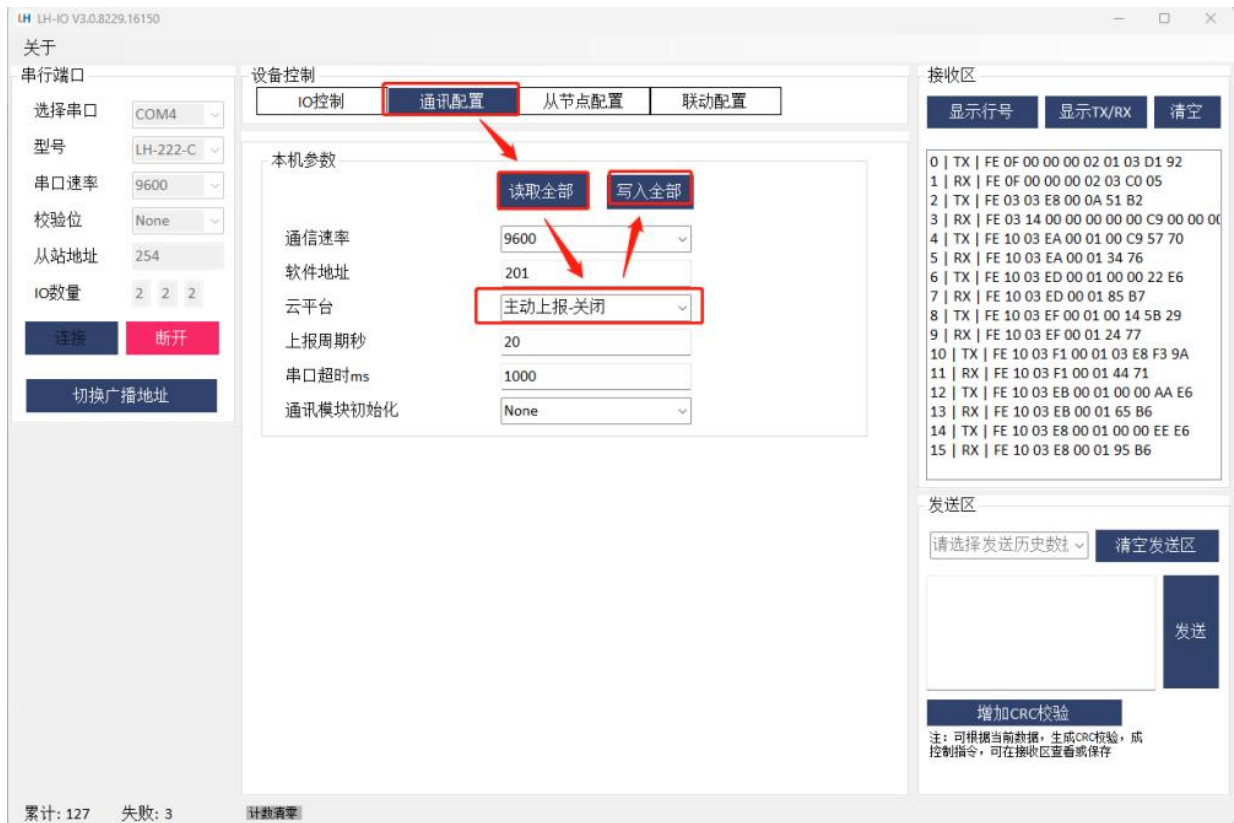 LH LH-IO V3.0.8229.16150
关于
串行端口
选择串口 COM4
型号 LH-222-C
串口速率 9600
校验位 None
从站地址 254
IO数量 2 2 2
连接 断开
切换广播地址
设备控制
IO控制 通讯配置 从节点配置 联动配置
本机参数
读取全部 写入全部
通信速率 9600
软件地址 201
云平台 主动上报-关闭
上报周期秒 20
串口超时ms 1000
通讯模块初始化 None
接收区
显示行号 显示TX/RX 清空
0 | TX | FE 0F 00 00 00 02 01 03 D1 92
1 | RX | FE 0F 00 00 00 02 03 C0 05
2 | TX | FE 03 03 E8 00 0A 51 B2
3 | RX | FE 03 14 00 00 00 00 00 C9 00 00 00
4 | TX | FE 10 03 EA 00 01 00 C9 57 70
5 | RX | FE 10 03 EA 00 01 34 76
6 | TX | FE 10 03 ED 00 01 00 00 22 E6
7 | RX | FE 10 03 ED 00 01 85 B7
8 | TX | FE 10 03 EF 00 01 00 14 5B 29
9 | RX | FE 10 03 EF 00 01 24 77
10 | TX | FE 10 03 F1 00 01 03 E8 F3 9A
11 | RX | FE 10 03 F1 00 01 44 71
12 | TX | FE 10 03 EB 00 01 00 00 AA E6
13 | RX | FE 10 03 EB 00 01 65 B6
14 | TX | FE 10 03 E8 00 01 00 00 EE E6
15 | RX | FE 10 03 E8 00 01 95 B6
发送区
请选择发送历史数 清空发送区
发送
增加CRC校验
注：可根据当前数据，生成CRC校验，成
控制指令，可在接收区查看或保存
累计: 127 失败: 3 计数清零